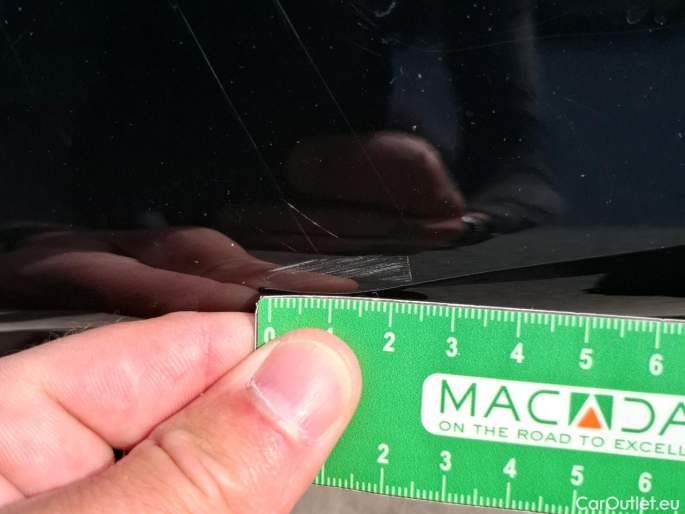 0 1 2 3 4 5 6
MACADA
ON THE ROAD TO EXCELL
2 3 4 5 6
CarOutlet.eu